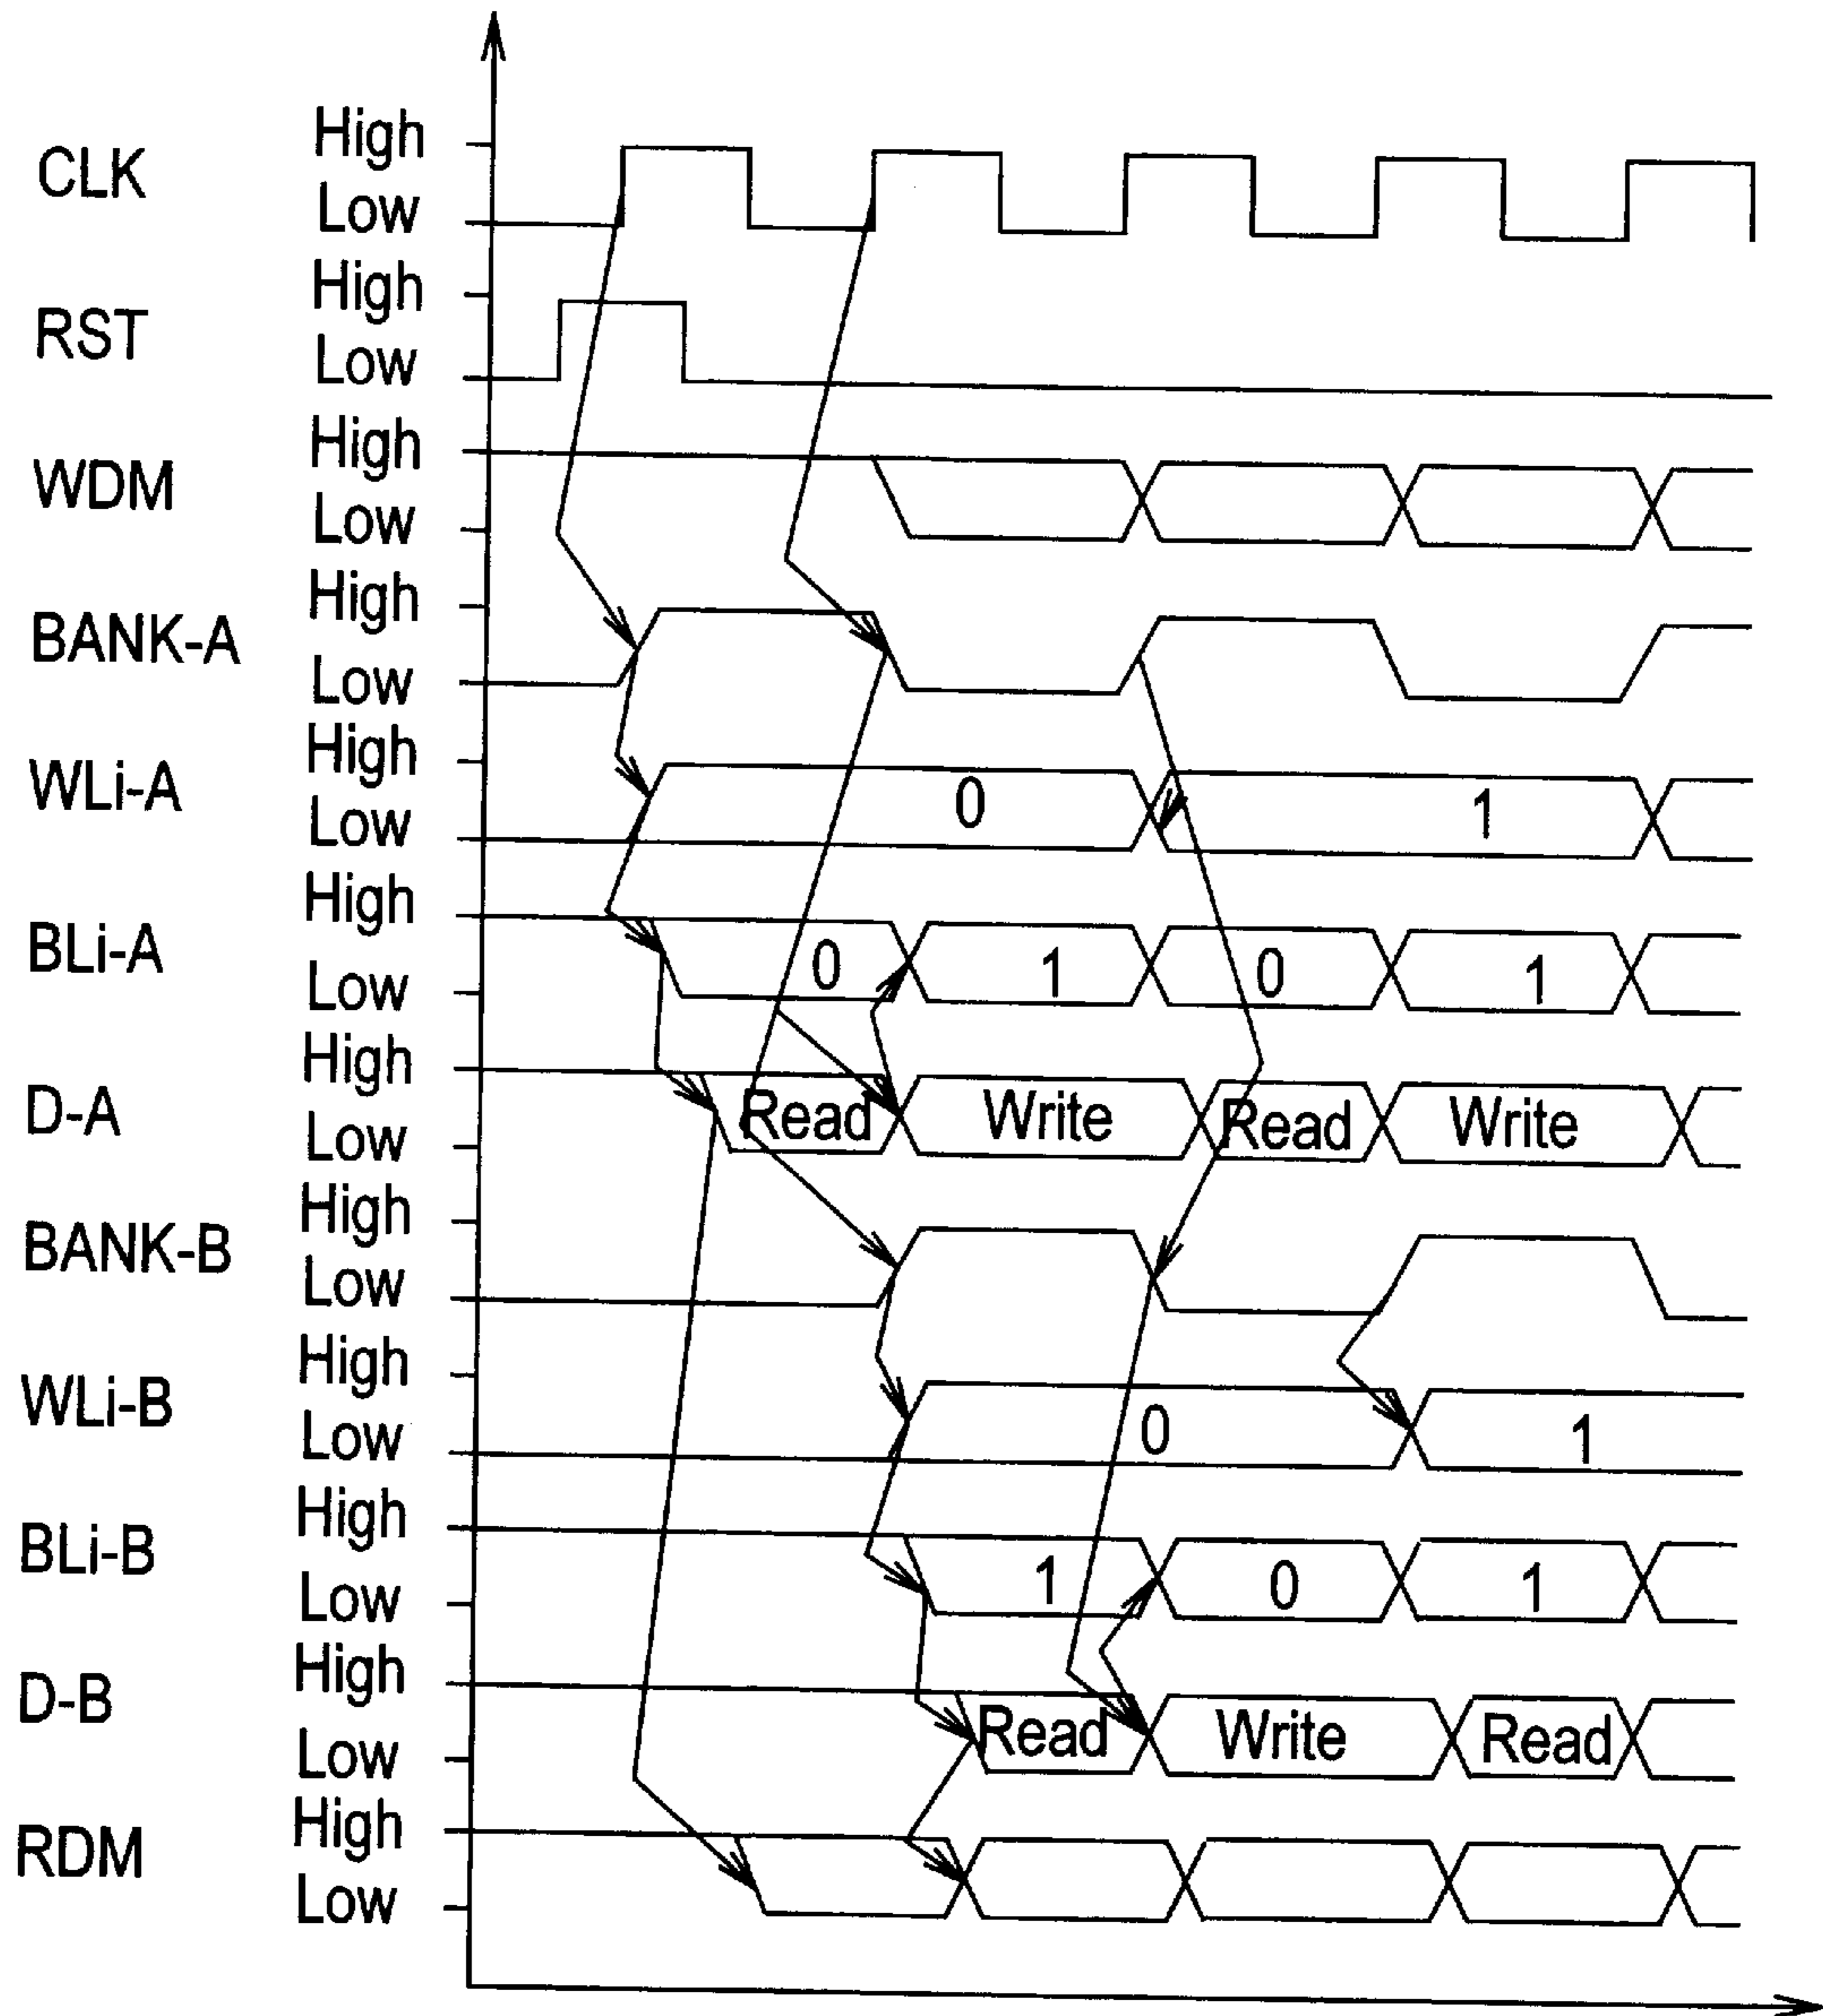 CLK High
Low
RST High
Low
WDM High
Low
BANK-A High
Low
WLi-A High
Low 0 1
BLi-A High
Low 0 1 0 1
D-A High
Low Read Write Read Write
BANK-B High
Low
WLi-B High
Low 0 1
BLi-B High
Low 1 0 1
D-B High
Low Read Write Read
RDM High
Low